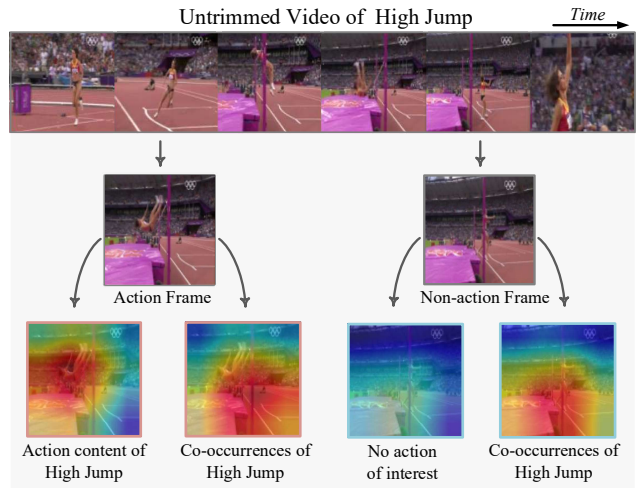 Untrimmed Video of High Jump
Time
Action Frame
Non-action Frame
Action content of
High Jump
Co-occurrences of
High Jump
No action
of interest
Co-occurrences of
High Jump